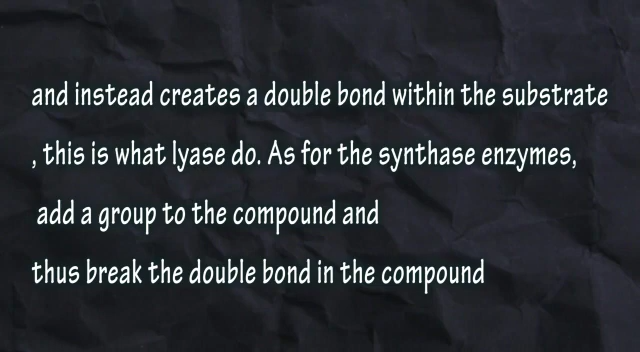 and instead creates a double bond within the substrate
, this is what lyase do. As for the synthase enzymes,
add a group to the compound and
thus break the double bond in the compound